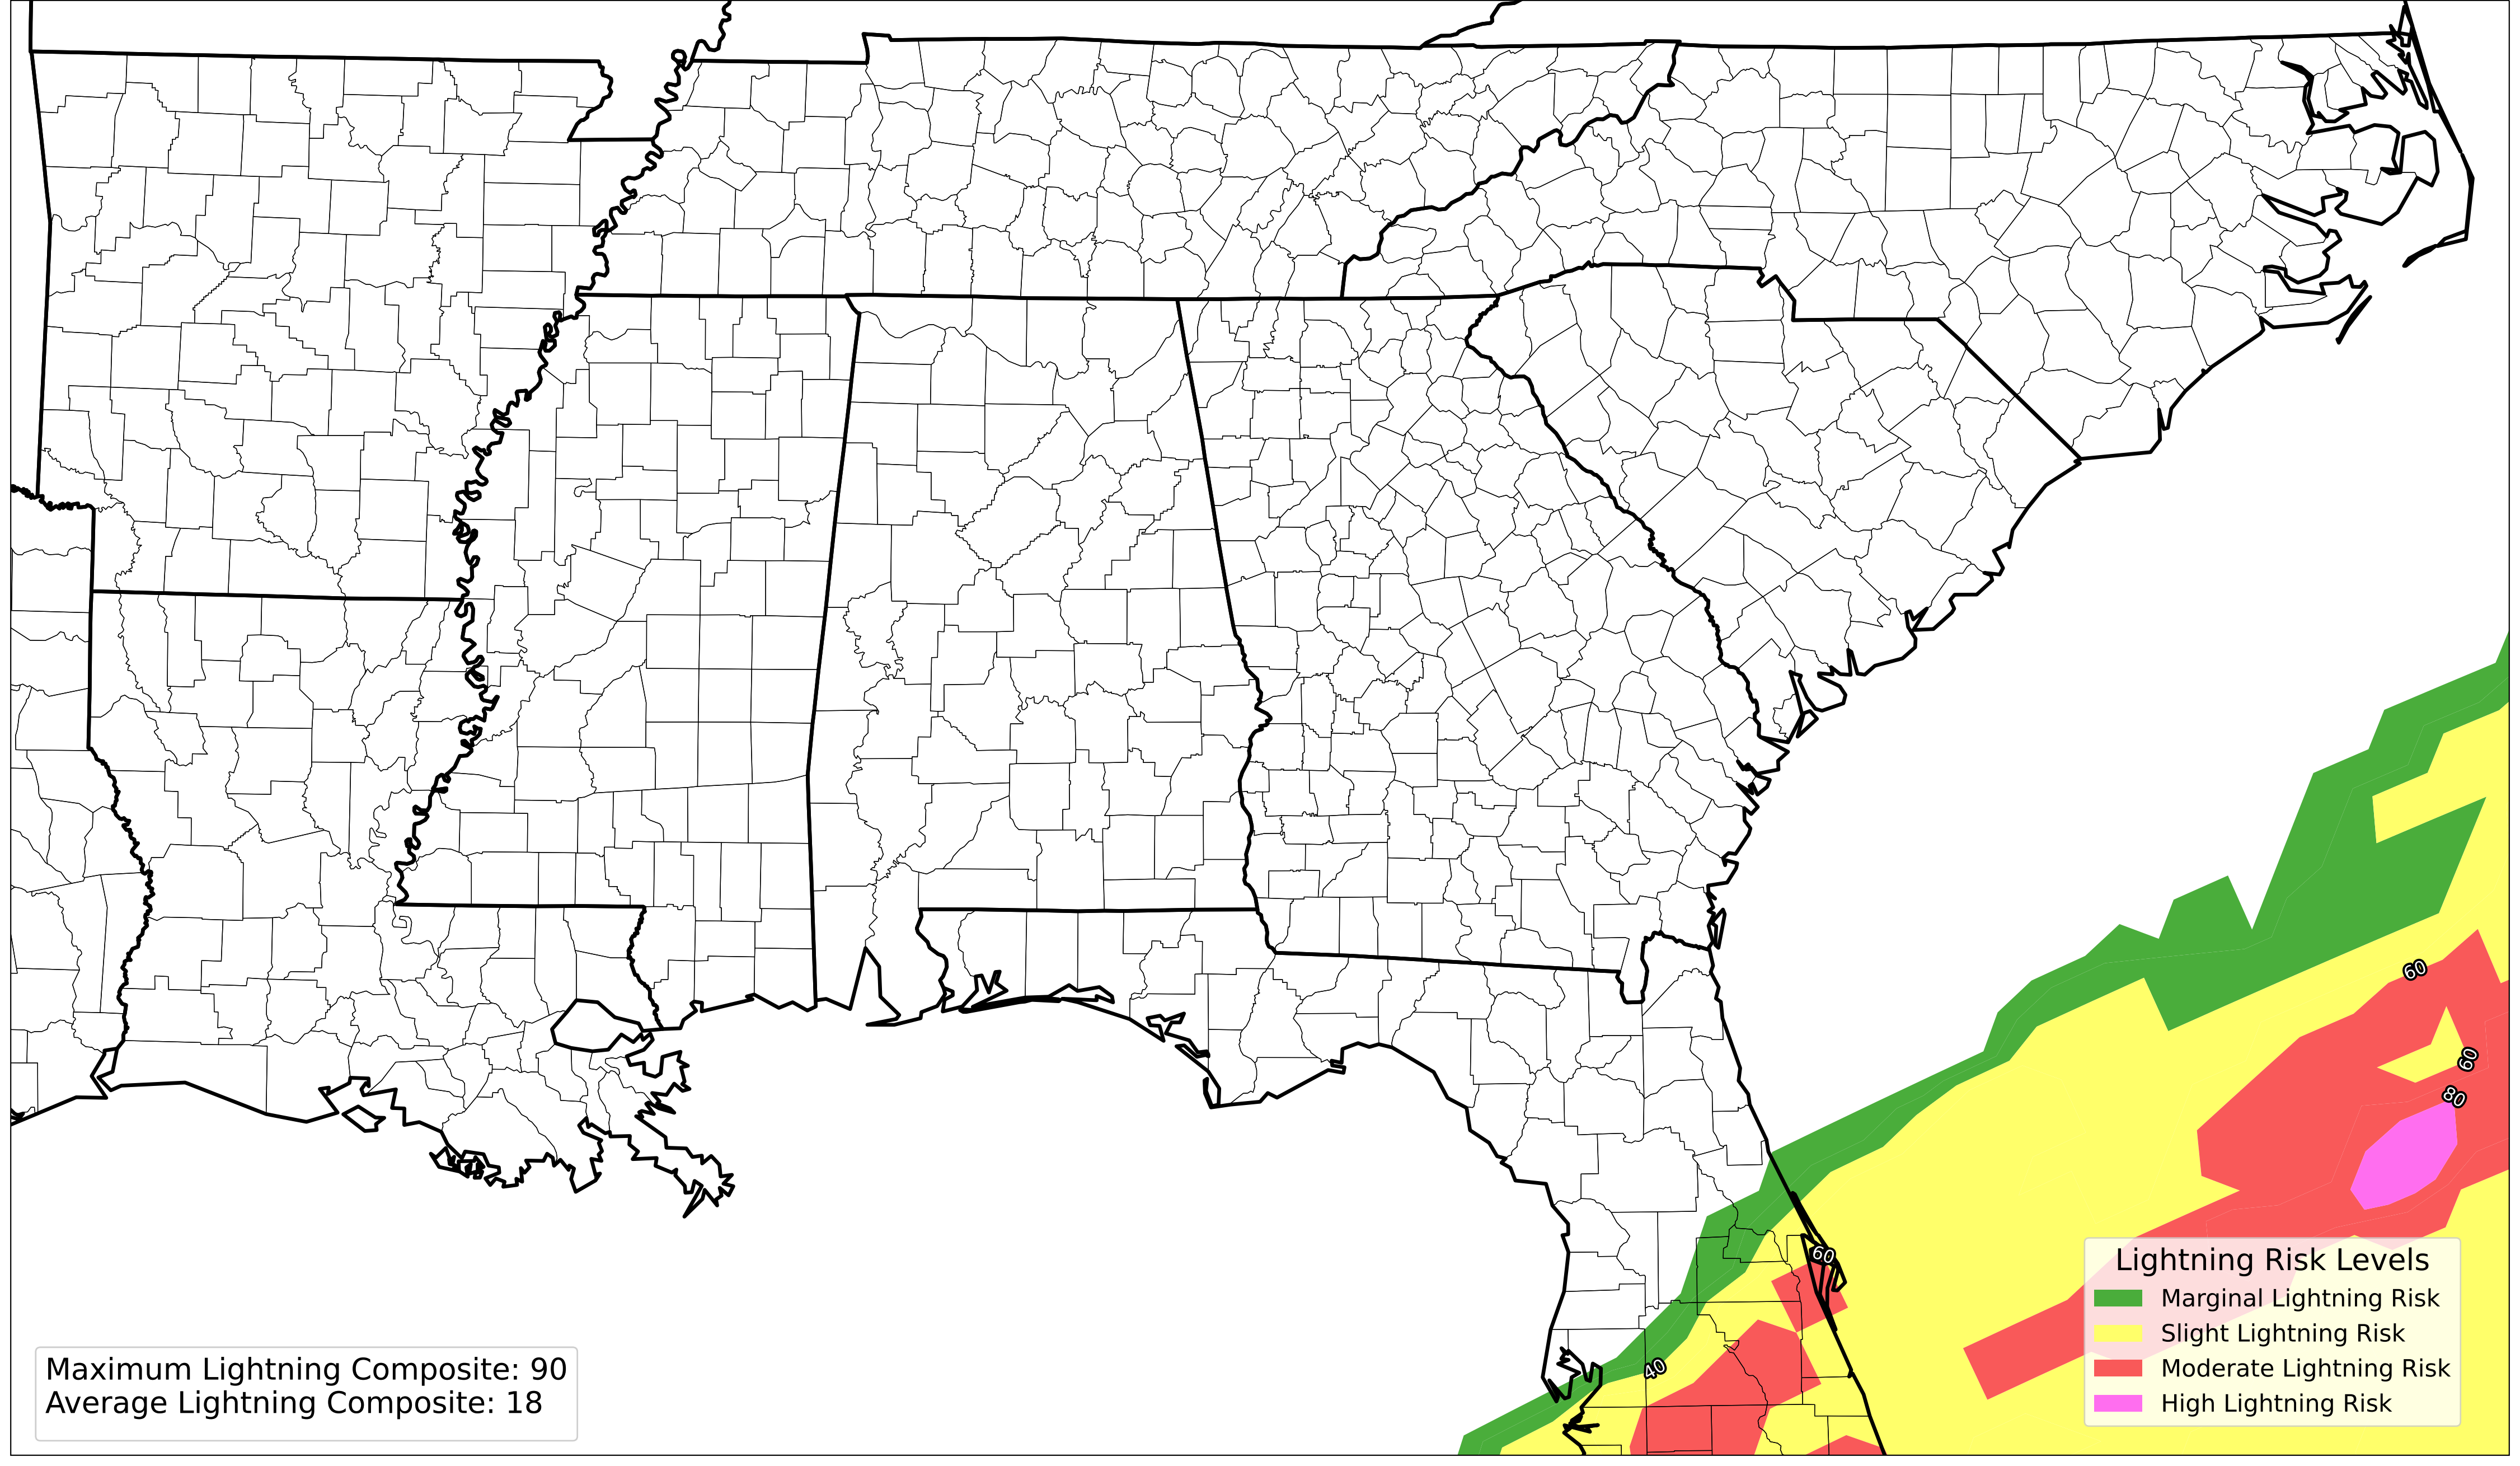 60
60
80
60
40
Lightning Risk Levels
Marginal Lightning Risk
Slight Lightning Risk
Moderate Lightning Risk
High Lightning Risk
Maximum Lightning Composite: 90
Average Lightning Composite: 18